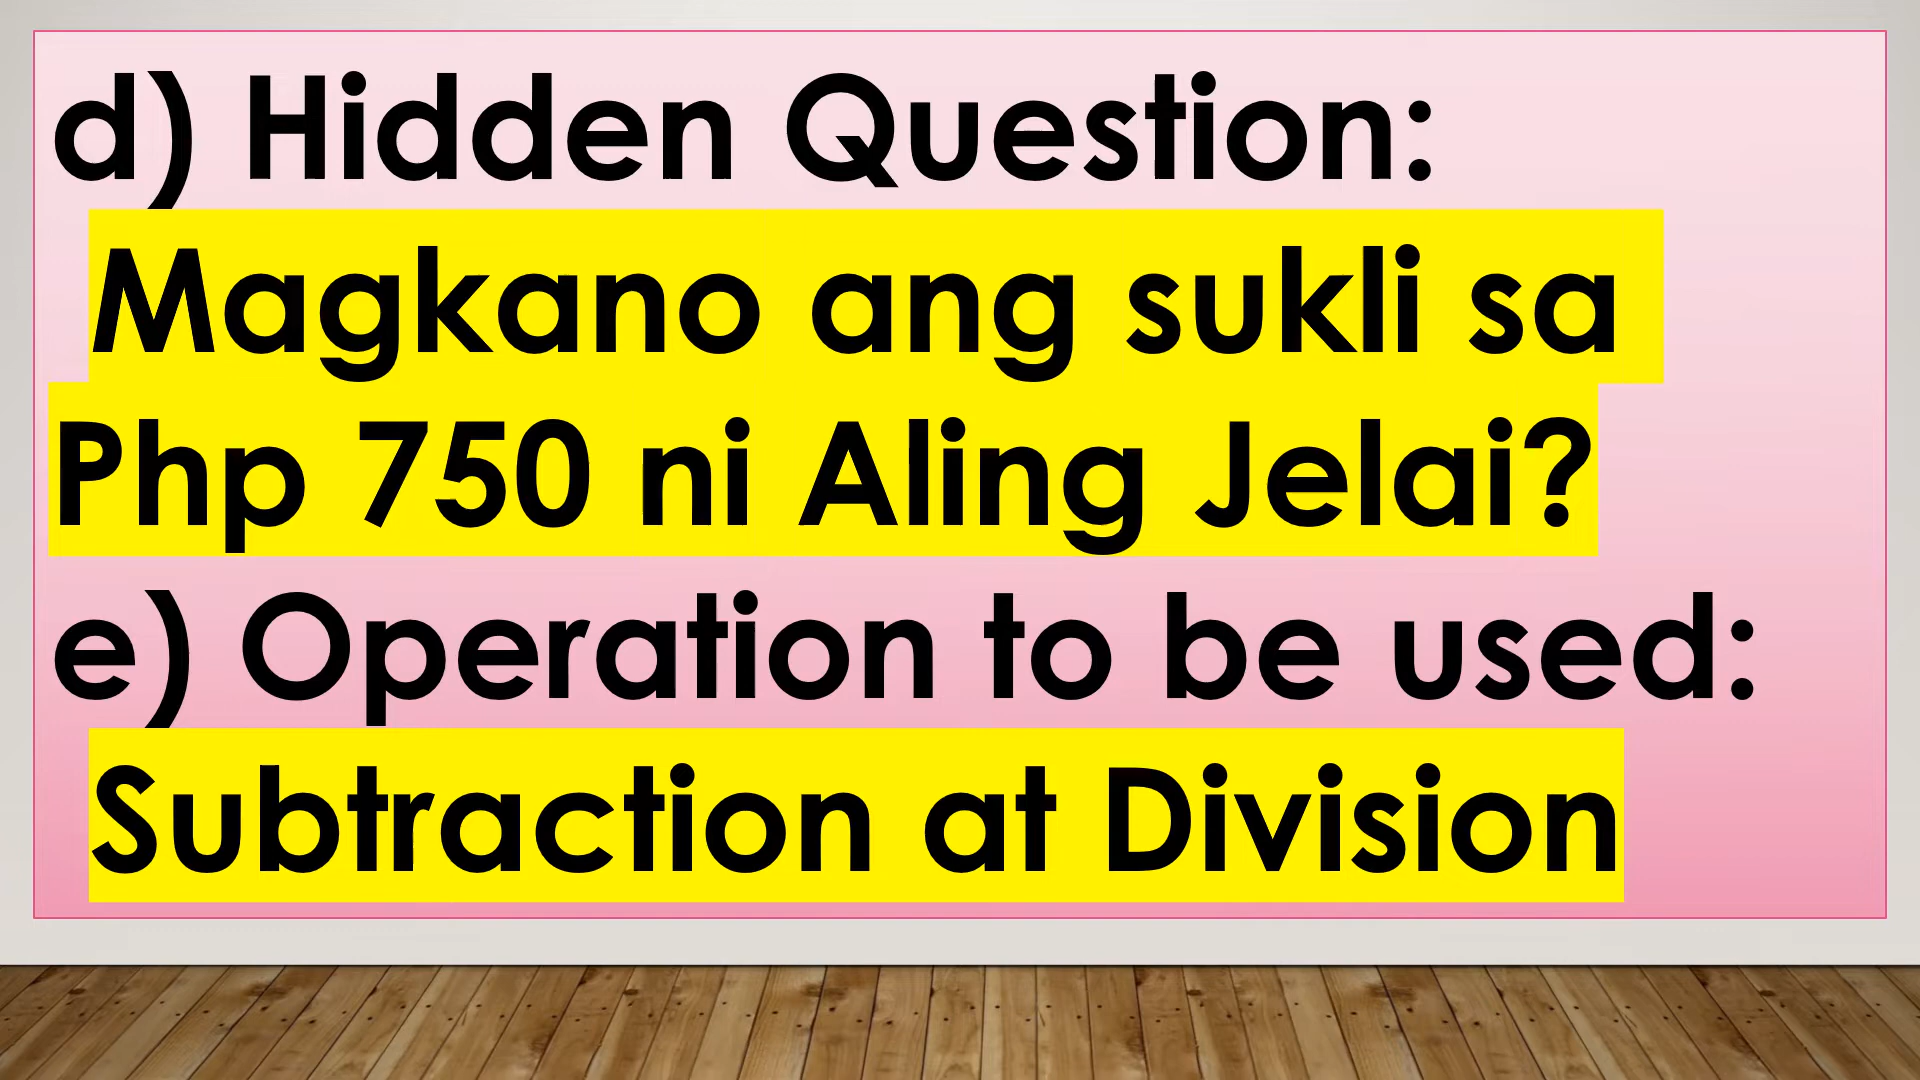 d) Hidden Question:
Magkano ang sukli sa
Php 750 ni Aling Jelai?
e) Operation to be used:
Subtraction at Division